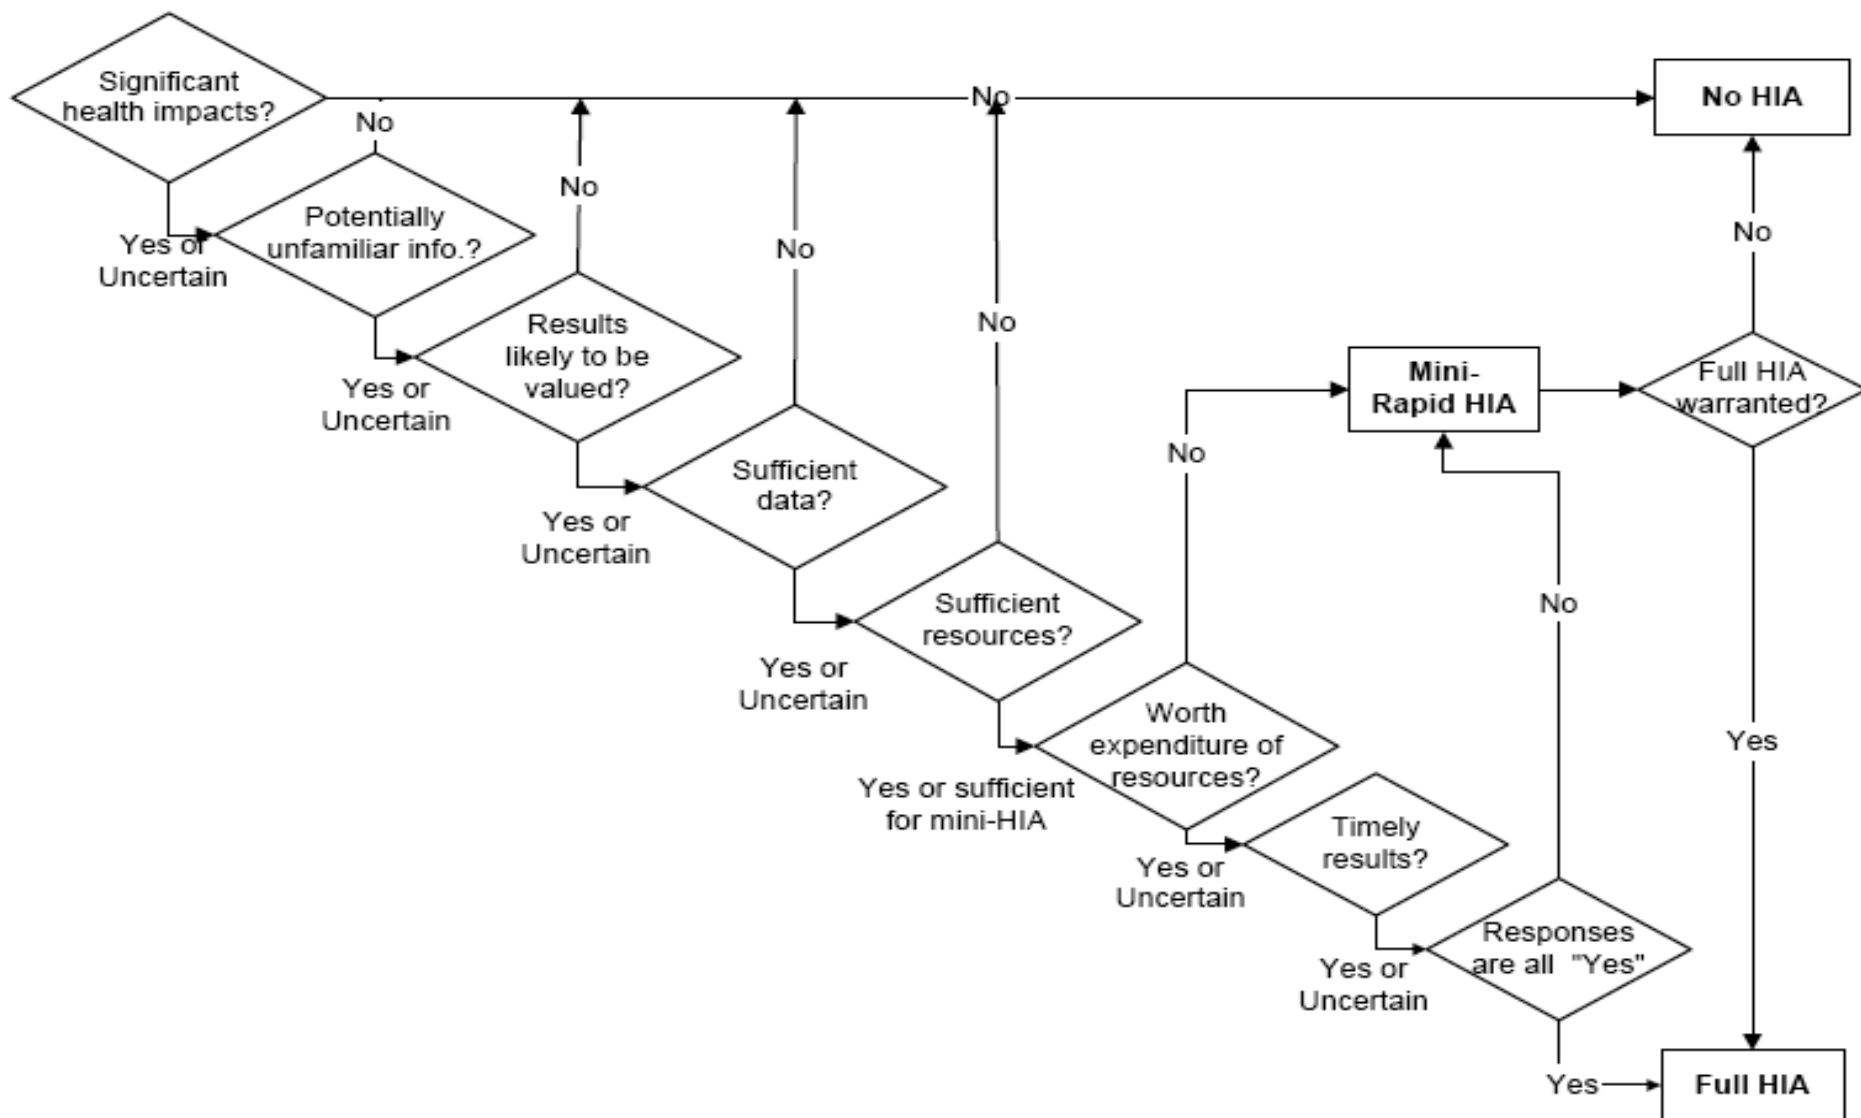 Significant
health impacts?
No
No HIA
No
Potentially
unfamiliar info.?
Yes or
Uncertain
No
Results
likely to be
valued?
Yes or
Uncertain
No
Sufficient
data?
Yes or
Uncertain
No
Sufficient
resources?
Yes or
Uncertain
No
Worth
expenditure of
resources?
Yes or sufficient
for mini-HIA
Mini-
Rapid HIA
Full HIA
warranted?
No
Timely
results?
Yes or
Uncertain
No
Responses
are all "Yes"
Yes or
Uncertain
Yes
Yes
Full HIA